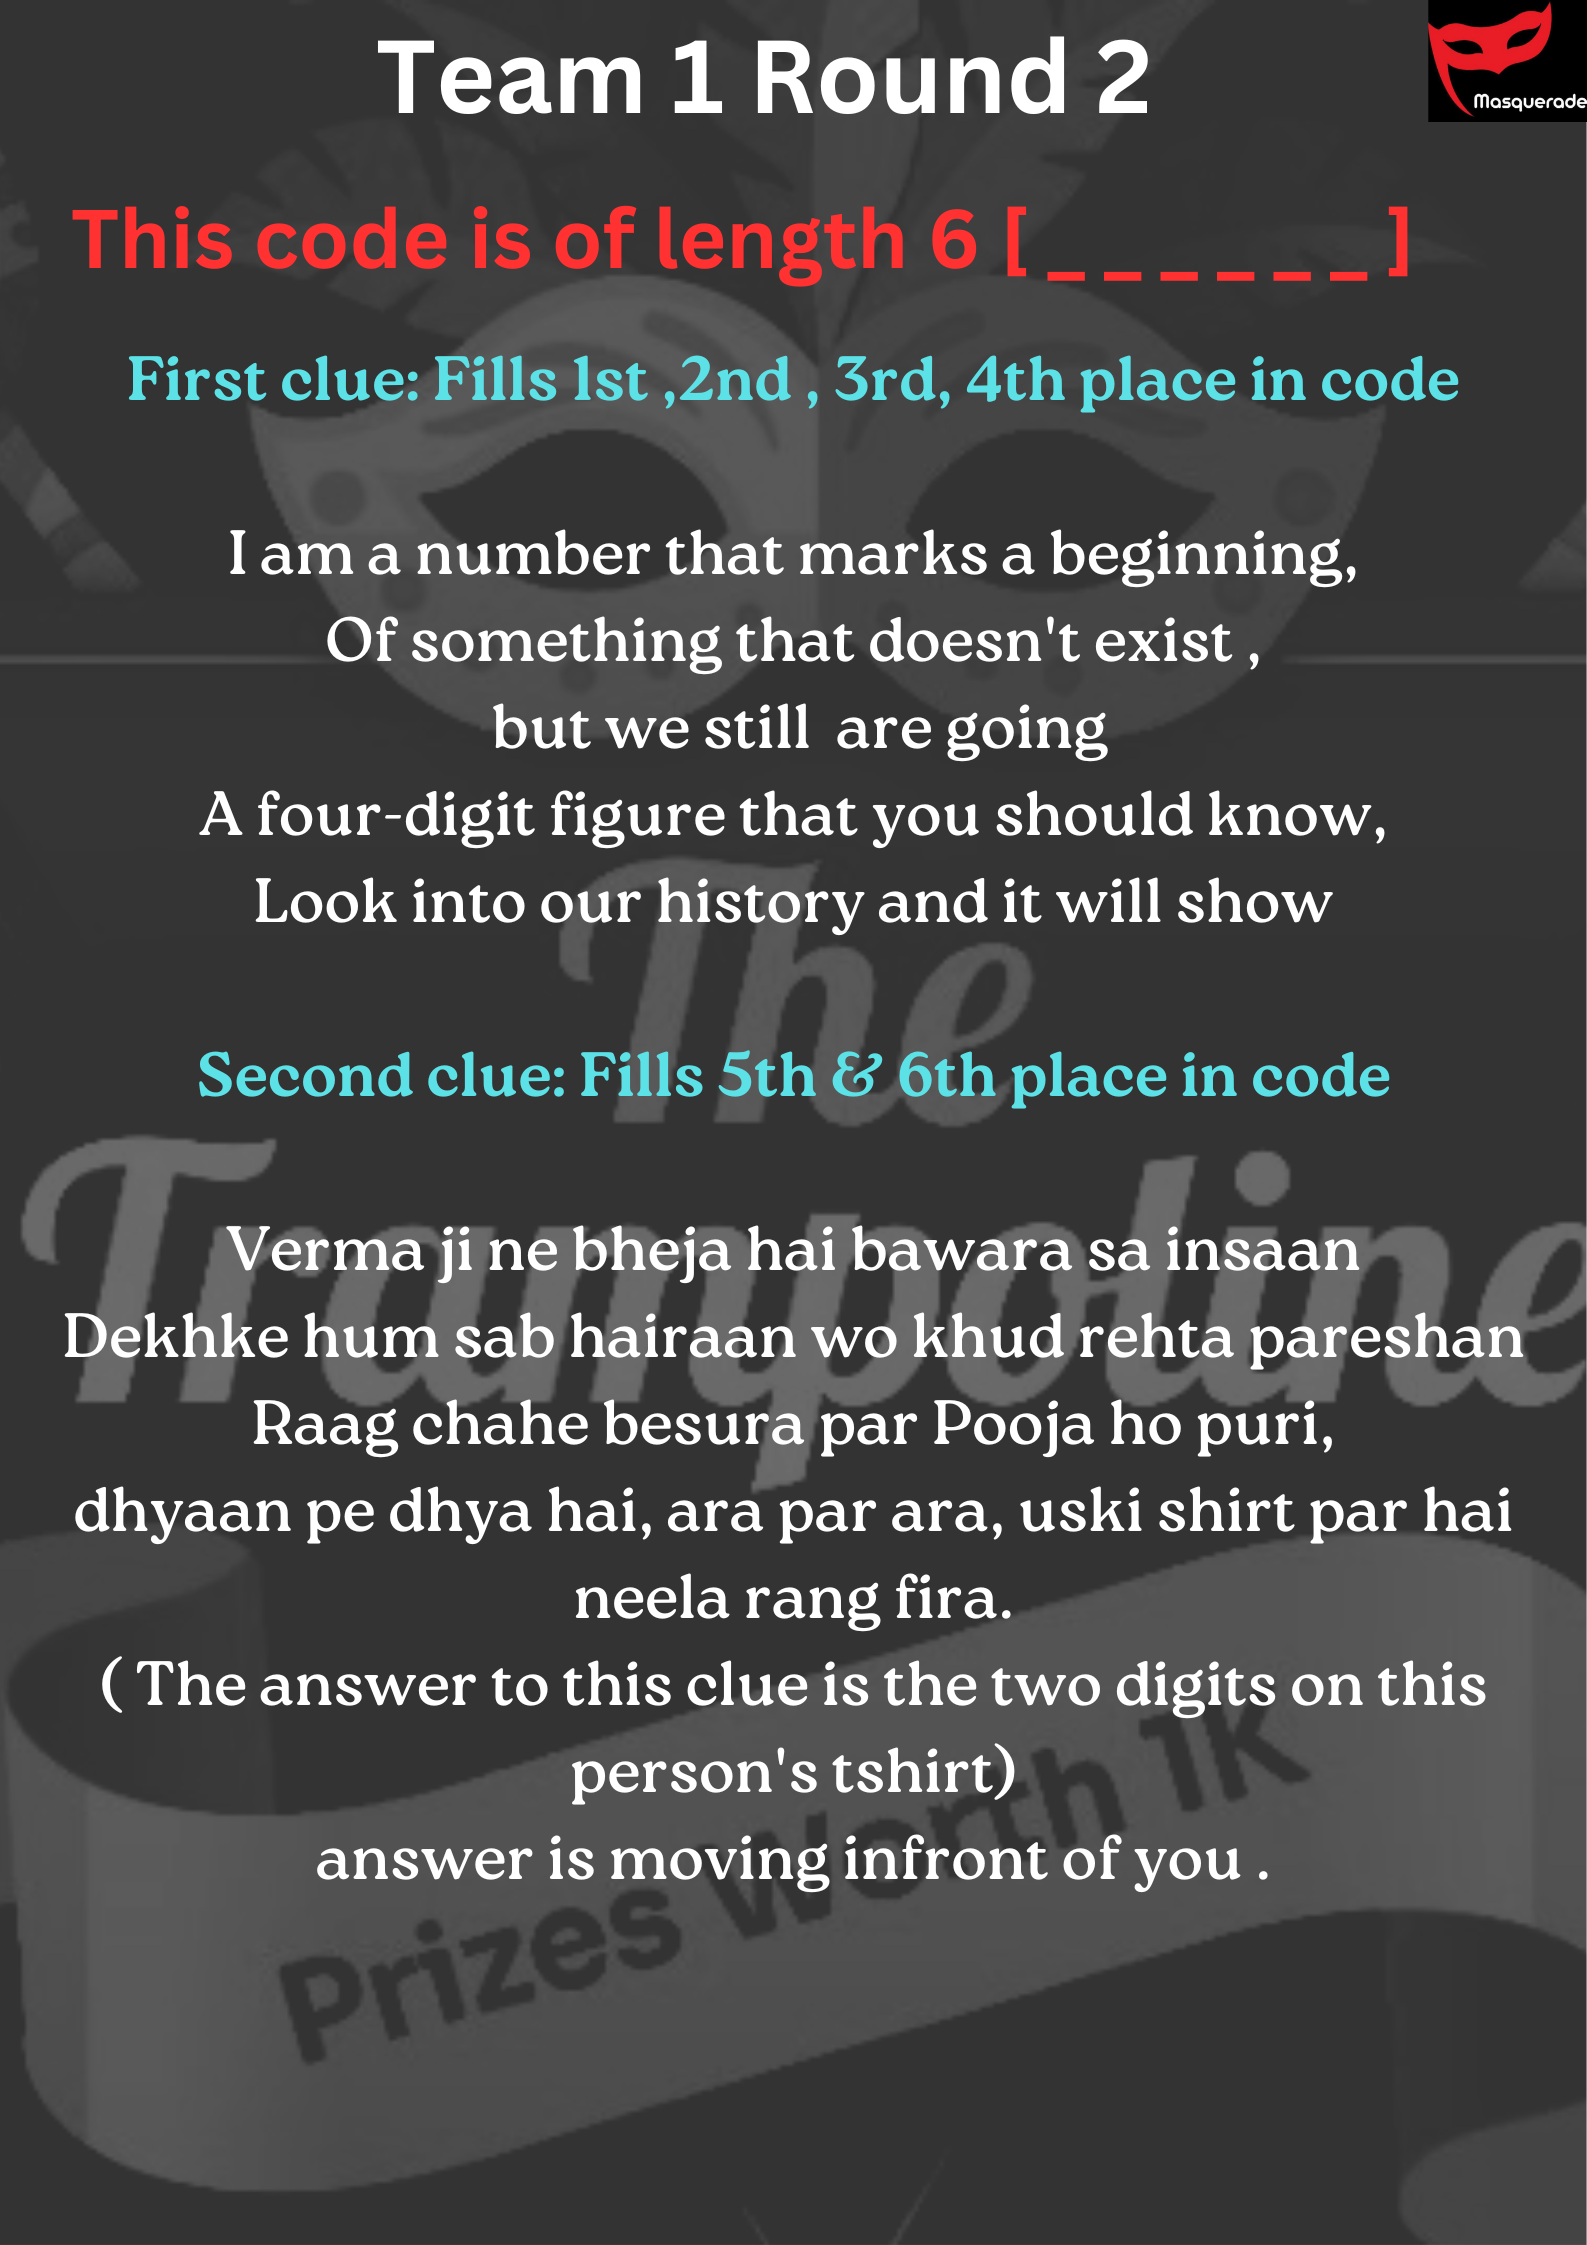 Team 1 Round 2
Masquerade
This code is of length 6 [ _ _ _ _ _ _ ]
First clue: Fills 1st ,2nd , 3rd, 4th place in code
I am a number that marks a beginning,
Of something that doesn't exist ,
but we still are going
A four-digit figure that you should know,
Look into our history and it will show
The
Second clue: Fills 5th & 6th place in code
Trampoline
Verma ji ne bheja hai bawara sa insaan
Dekhke hum sab hairaan wo khud rehta pareshan
Raag chahe besura par Pooja ho puri,
dhyaan pe dhya hai, ara par ara, uski shirt par hai
neela rang fira.
( The answer to this clue is the two digits on this
person's tshirt)
answer is moving infront of you .
Prizes Worth 1K